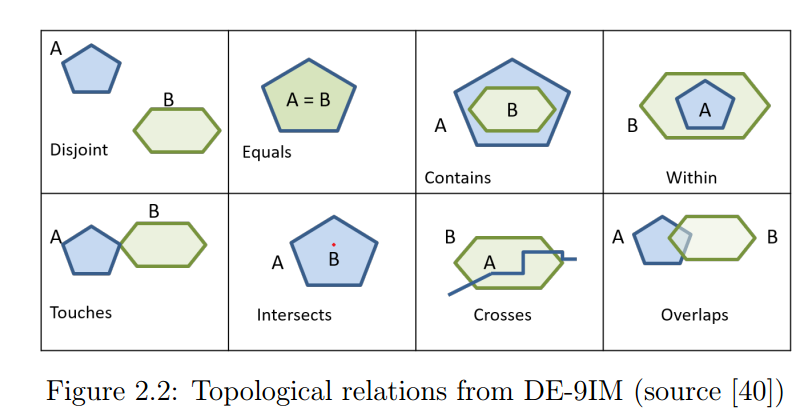 A
B
Disjoint
A = B
Equals
A
B
Contains
A
B
Within
A
B
Touches
A
B
Intersects
B
A
Crosses
A
B
Overlaps
Figure 2.2: Topological relations from DE-9IM (source [40])